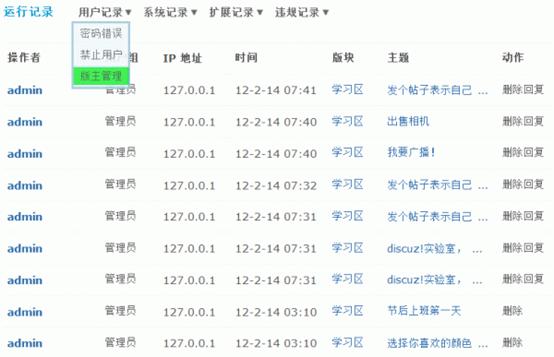 运行记录 用户记录▼ 系统记录▼ 扩展记录▼ 违规记录▼
密码错误
禁止用户
版主管理
操作者 组 IP 地址 时间 版块 主题 动作
admin 管理员 127.0.0.1 12-2-14 07:41 学习区 发个帖子表示自己 ... 删除回复
admin 管理员 127.0.0.1 12-2-14 07:40 学习区 出售相机 删除回复
admin 管理员 127.0.0.1 12-2-14 07:40 学习区 我要广播! 删除回复
admin 管理员 127.0.0.1 12-2-14 07:32 学习区 发个帖子表示自己 ... 删除回复
admin 管理员 127.0.0.1 12-2-14 07:31 学习区 发个帖子表示自己 ... 删除回复
admin 管理员 127.0.0.1 12-2-14 07:31 学习区 discuz!实验室， ... 删除回复
admin 管理员 127.0.0.1 12-2-14 07:31 学习区 discuz!实验室， ... 删除回复
admin 管理员 127.0.0.1 12-2-14 03:10 学习区 节后上班第一天 删除
admin 管理员 127.0.0.1 12-2-14 03:10 学习区 选择你喜欢的颜色 ... 删除